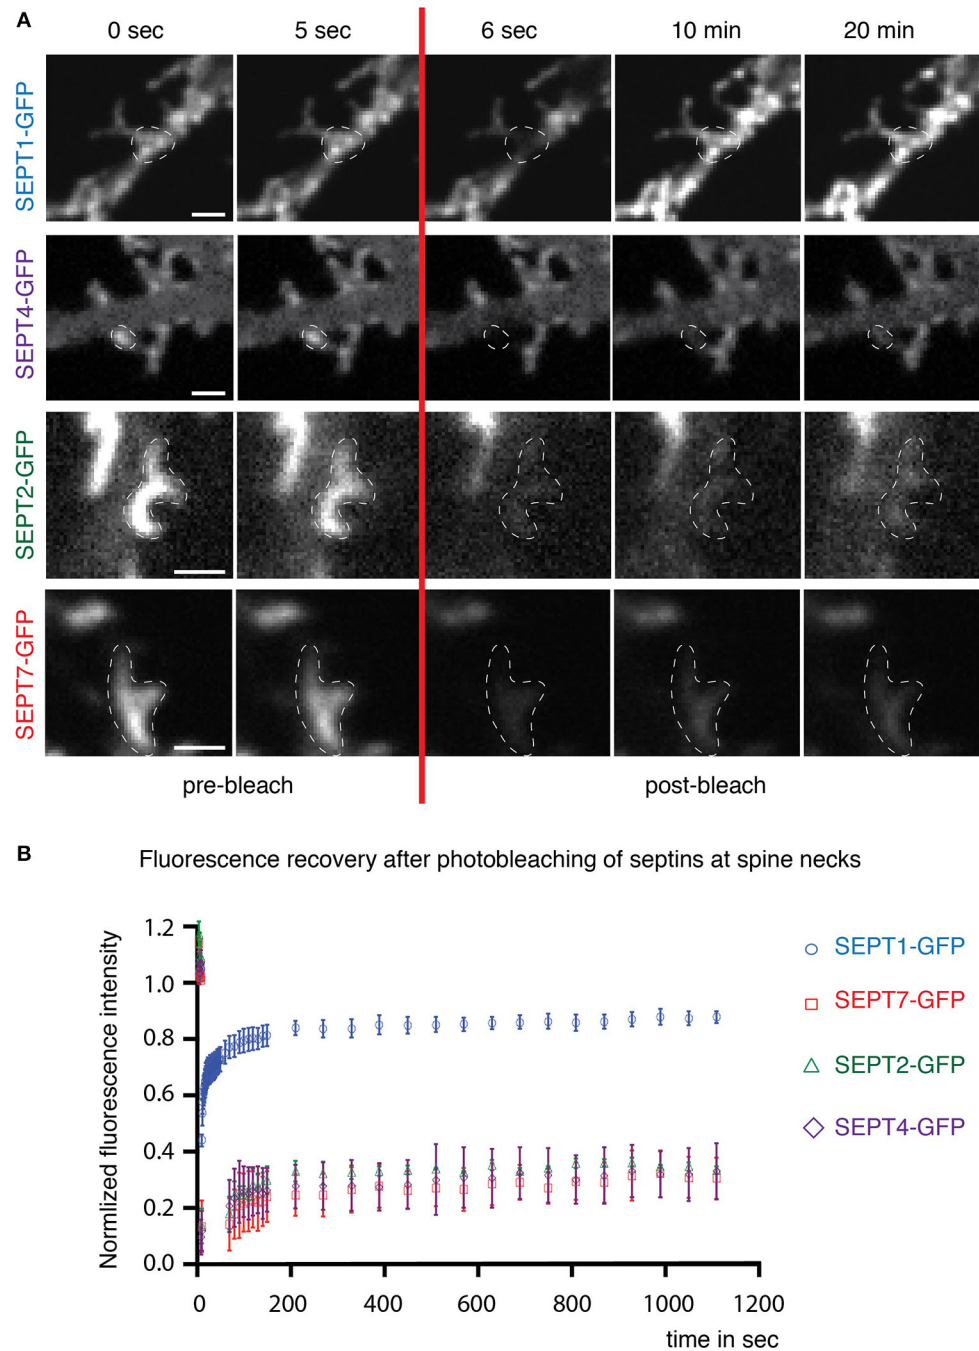 A
0 sec 5 sec 6 sec 10 min 20 min
SEPT1-GFP
SEPT4-GFP
SEPT2-GFP
SEPT7-GFP
pre-bleach post-bleach
B
Fluorescence recovery after photobleaching of septins at spine necks
Normlized fluorescence intensity
1.2
1.0
0.8
0.6
0.4
0.2
0.0
0 200 400 600 800 1000 1200
time in sec
SEPT1-GFP
SEPT7-GFP
SEPT2-GFP
SEPT4-GFP